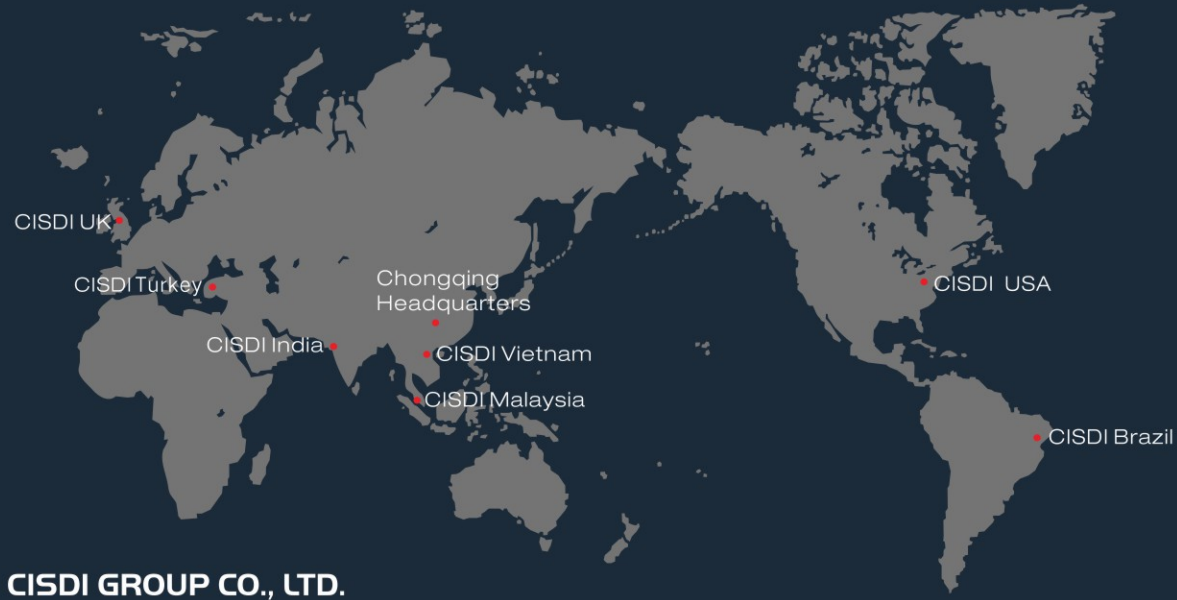 CISDI UK
CISDI Turkey
Chongqing
Headquarters
CISDI USA
CISDI India
CISDI Vietnam
CISDI Malaysia
CISDI Brazil
CISDI GROUP CO., LTD.